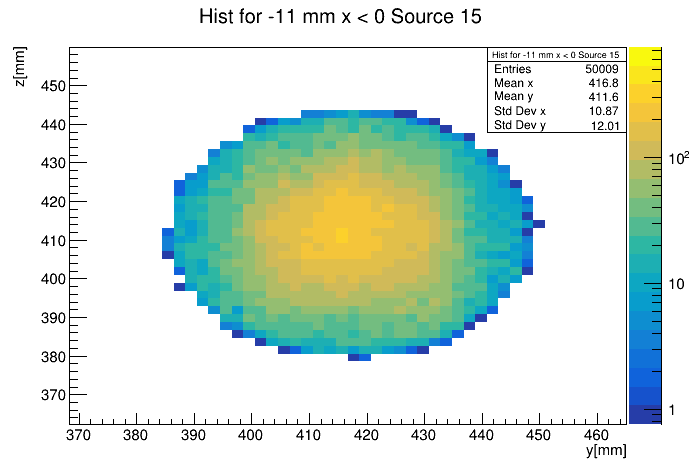 Hist for -11 mm x < 0 Source 15
z[mm]
Hist for -11 mm x < 0 Source 15
Entries 50009
Mean x 416.8
Mean y 411.6
Std Dev x 10.87
Std Dev y 12.01
450
440
430
420
410
400
390
380
370
10²
10
1
370 380 390 400 410 420 430 440 450 460
y[mm]